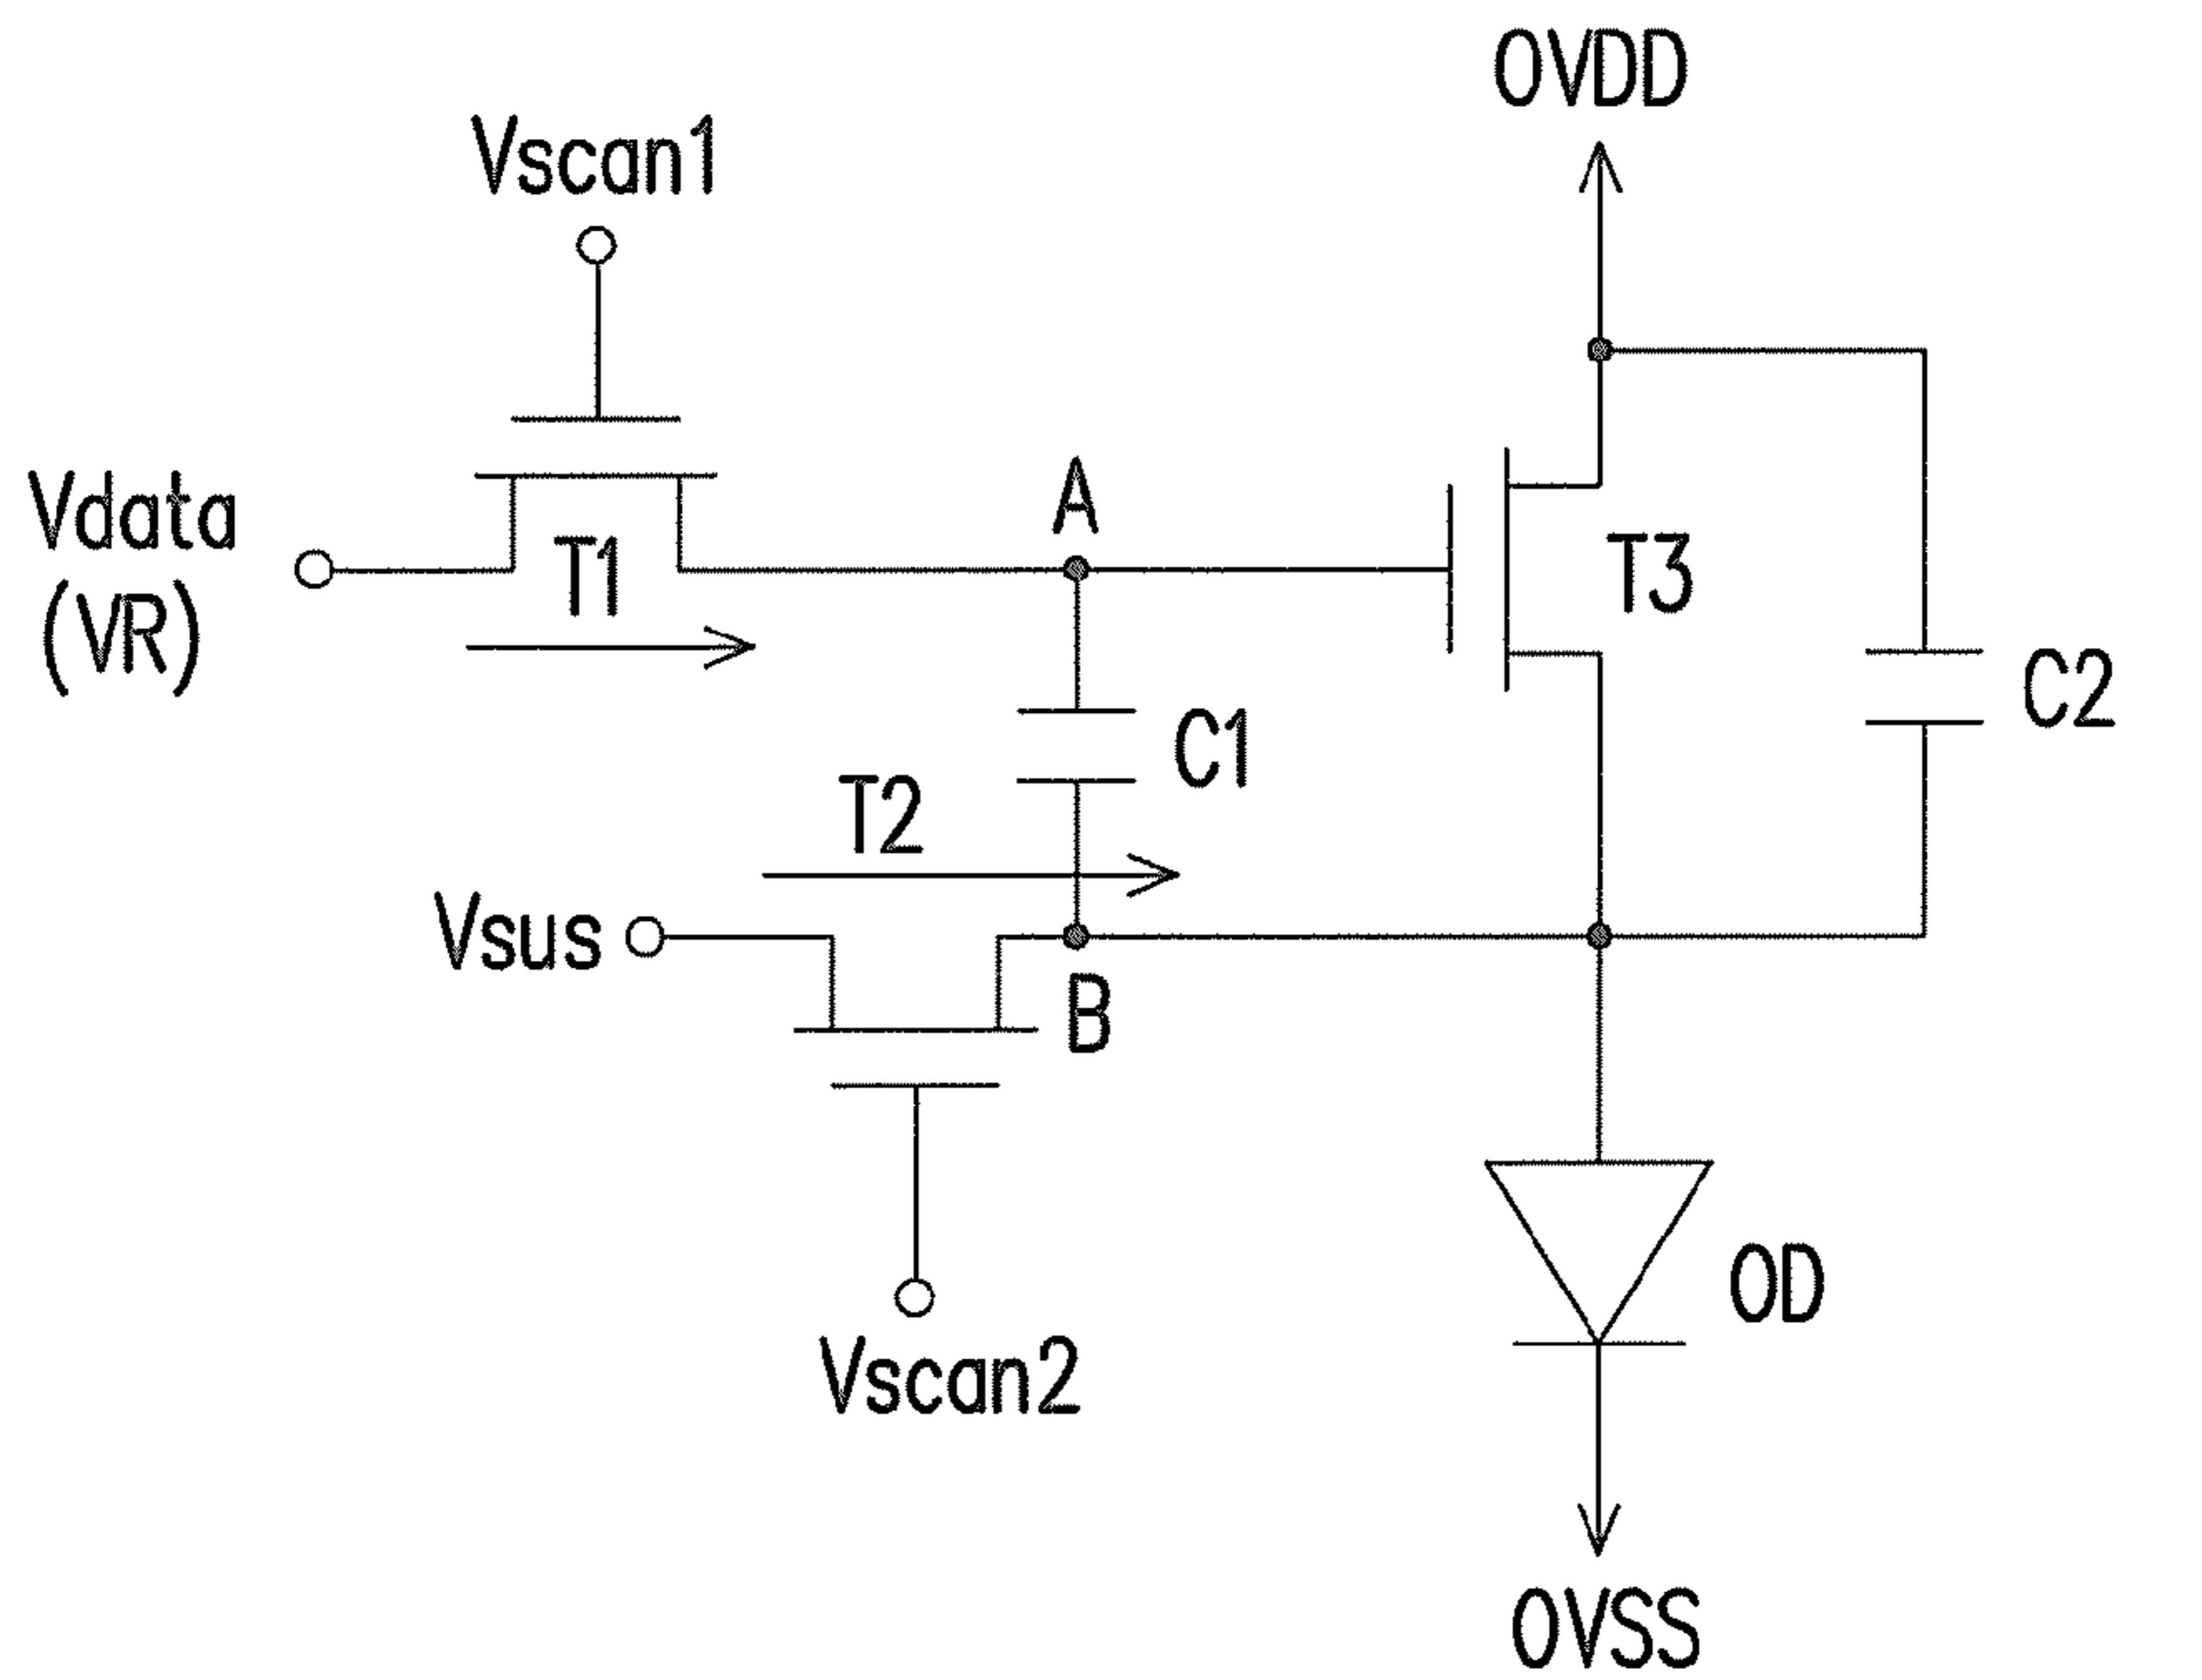 OVDD
Vscan1
Vdata
(VR)
T1
A
T3
C1
C2
T2
Vsus
B
OD
Vscan2
OVSS